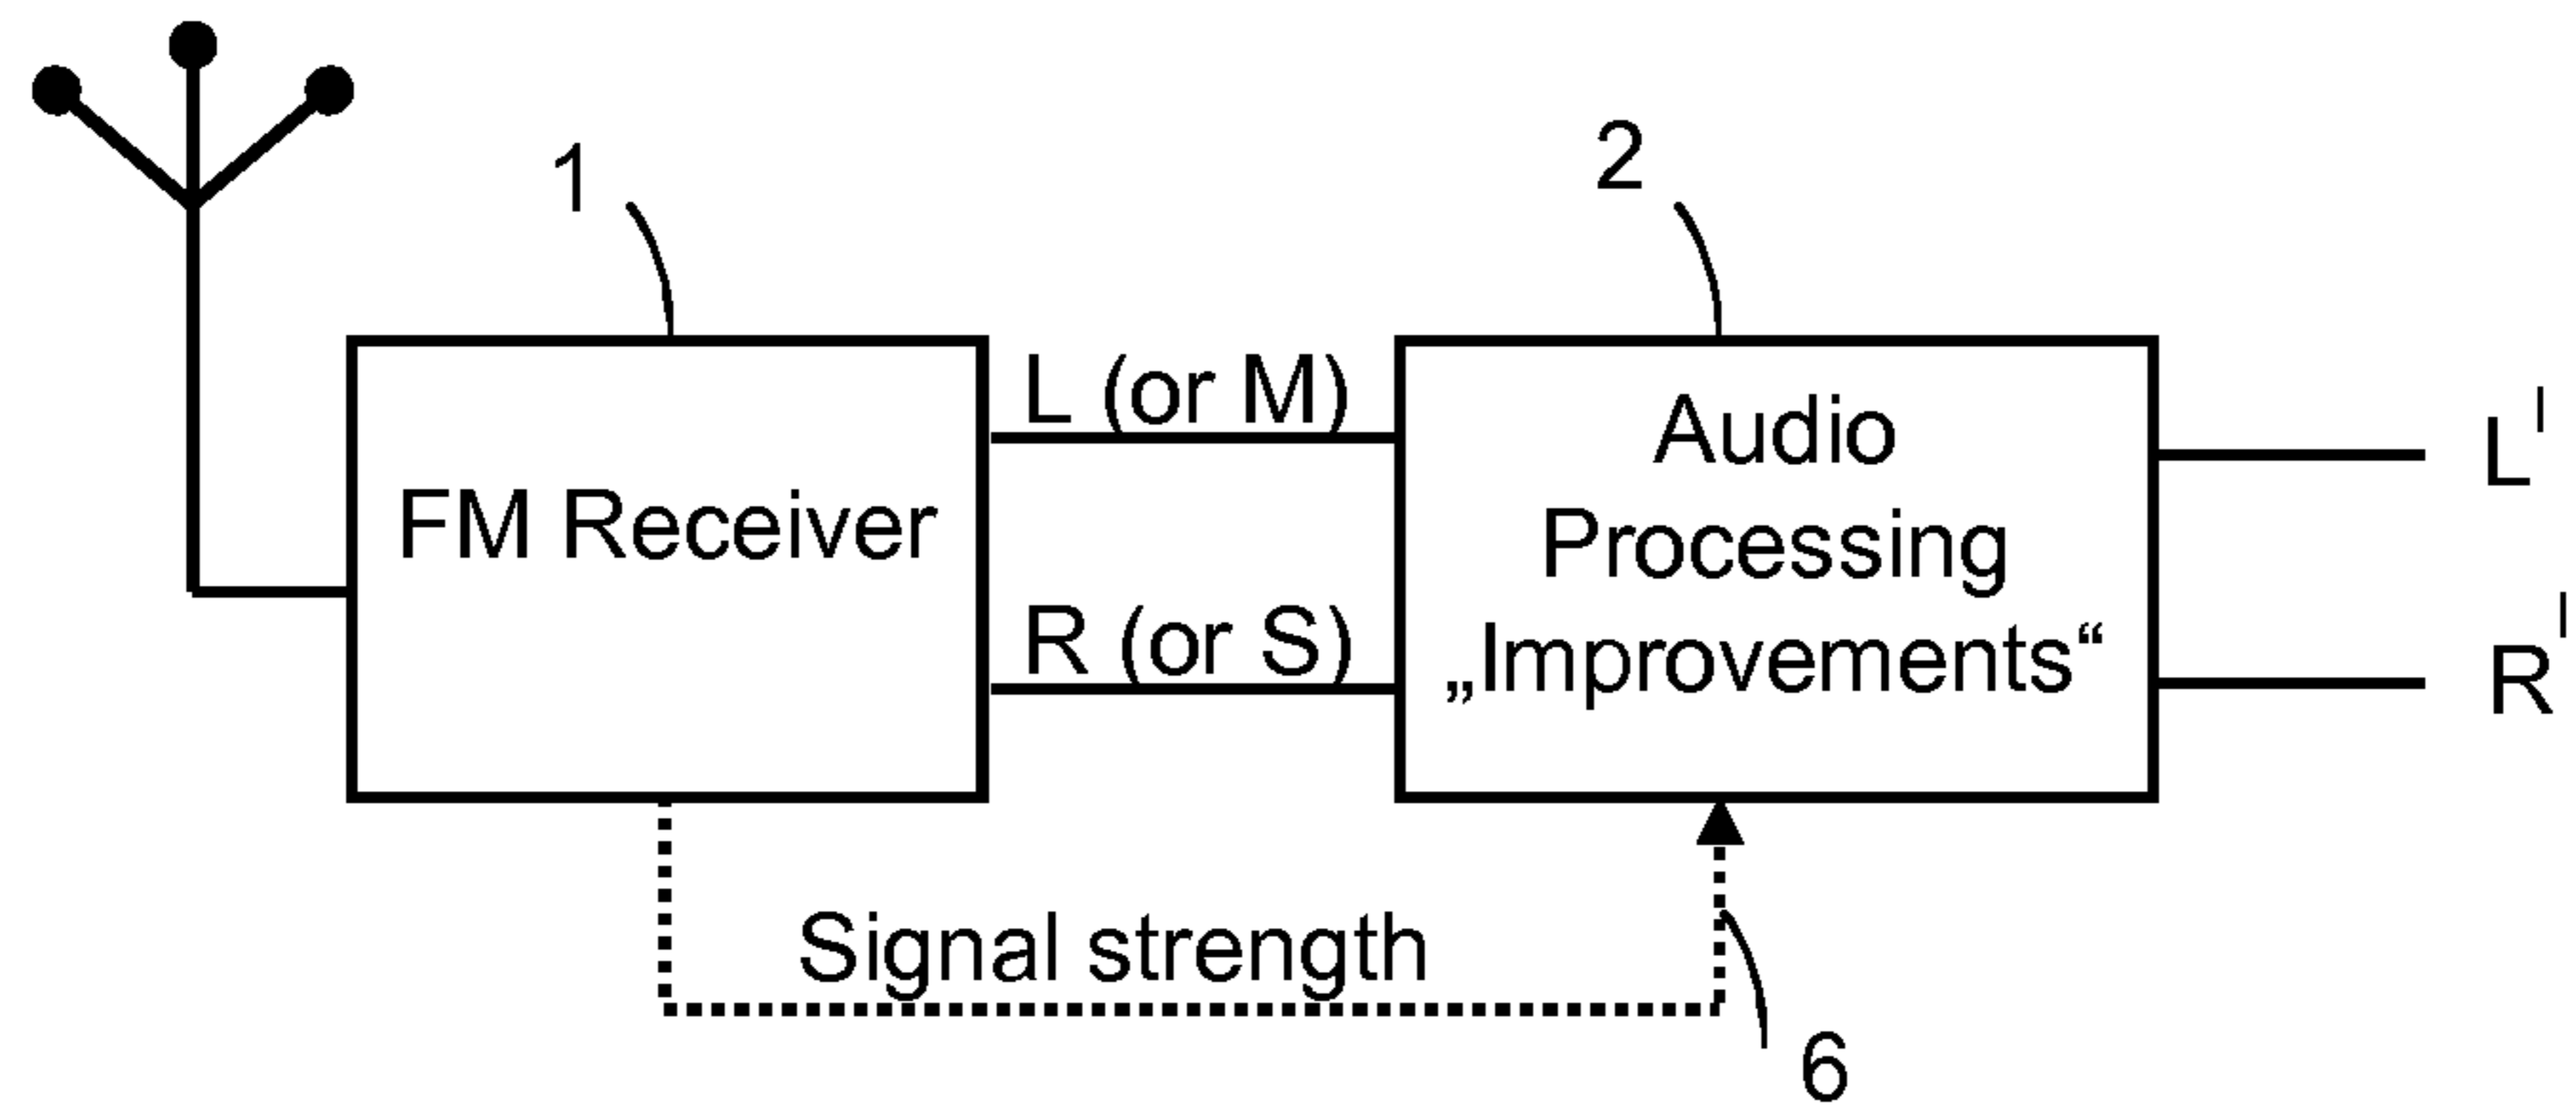 1
2
L (or M)
FM Receiver
R (or S)
Audio
Processing
„Improvements“
L'
R'
Signal strength
6